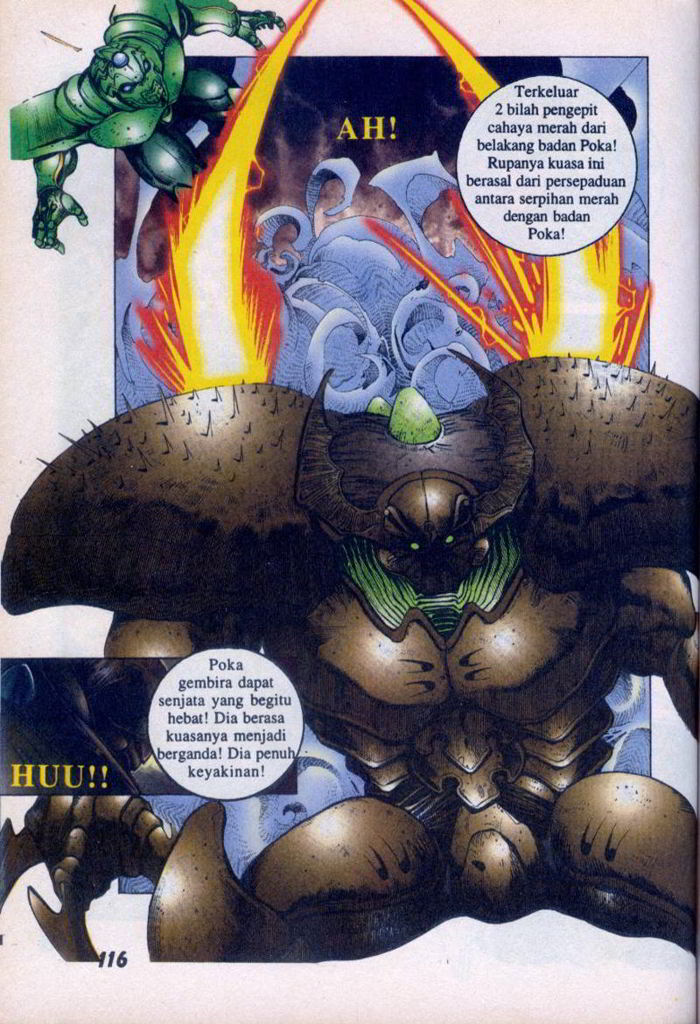 AH!
Terkeluar
2 bilah pengepit
cahaya merah dari
belakang badan Poka!
Rupanya kuasa ini
berasal dari persepaduan
antara serpihan merah
dengan badan
Poka!
Poka
gembira dapat
senjata yang begitu
hebat! Dia berasa
kuasanya menjadi
berganda! Dia penuh
keyakinan!
HUU!!
116